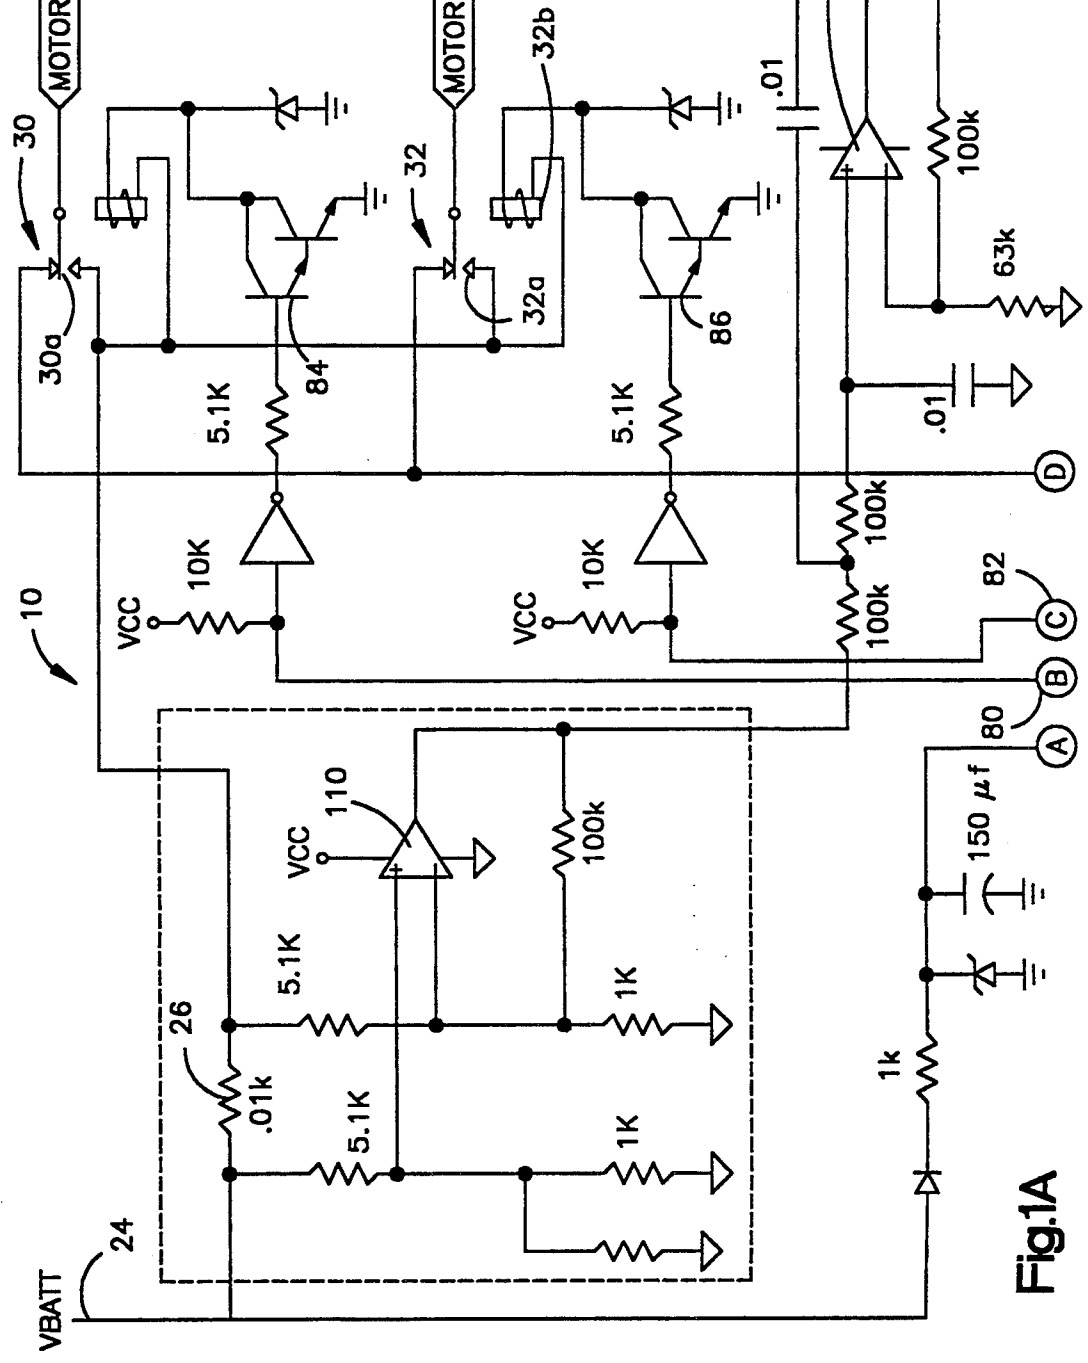 MOTOR
MOTOR
30
30a
32
32a
32b
.01
84
86
5.1K
5.1K
100k
63k
.01
D
10
VCC
10K
VCC
10K
100k
100k
82
C
B
80
A
110
VCC
100k
150 μf
26
5.1K
1K
.01k
5.1K
1K
1k
24
VBATT
Fig.1A